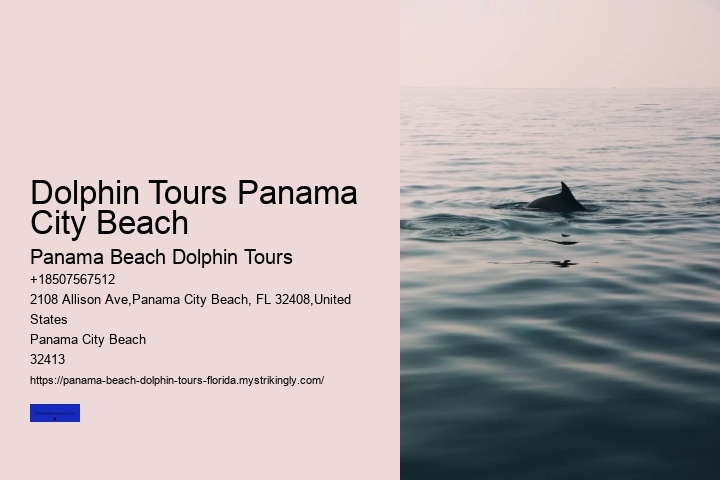 Dolphin Tours Panama
City Beach
Panama Beach Dolphin Tours
+18507567512
2108 Allison Ave,Panama City Beach, FL 32408,United
States
Panama City Beach
32413
https://panama-beach-dolphin-tours-florida.mystrikingly.com/